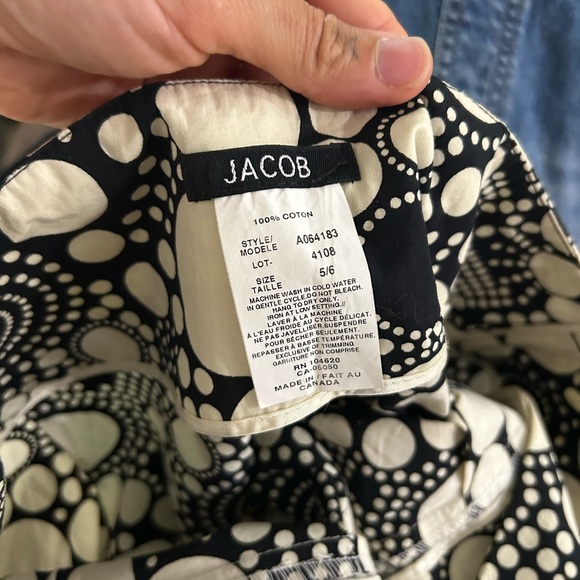 JACOB
100% COTON
STYLE/ MODELE A064183
LOT- 4108
SIZE TAILLE 5/6
MACHINE WASH IN COLD WATER
IN GENTLE CYCLE.DO NOT BLEACH.
HANG TO DRY ONLY.
IRON AT LOW SETTING.//
LAVER À LA MACHINE
À L'EAU FROIDE AU CYCLE DÉLICAT.
NE PAS JAVELLISER,SUSPENDRE
POUR SÉCHER SEULEMENT.
REPASSER À BASSE TEMPÉRATURE.
EXCLUSIVE OF TRIMMING
GARNITURE NON COMPRISE
RN 104620
CA-05050
MADE IN / FAIT AU
CANADA